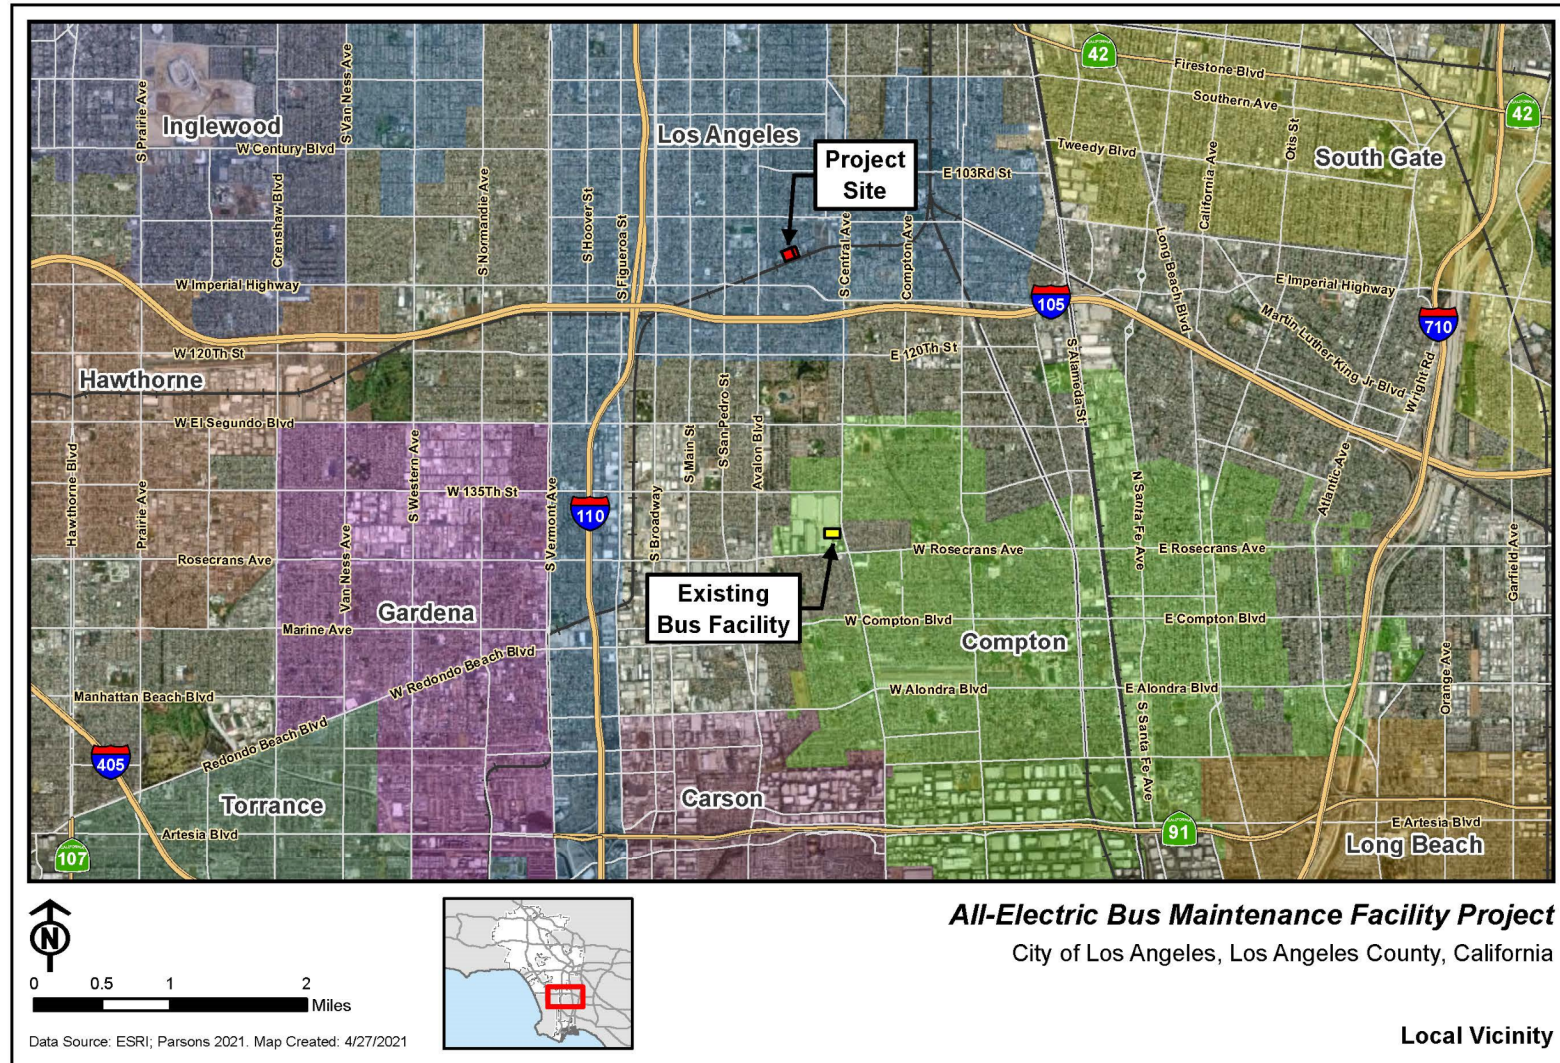 42
Firestone Blvd
Southern Ave
42
S Prairie Ave
Inglewood
S Van Ness Ave
W Century Blvd
Los Angeles
Tweedy Blvd
Otis St
South Gate
California Ave
Project
Site
E 103Rd St
Crenshaw Blvd
S Normandie Ave
S Hoover St
S Figueroa St
S Central Ave
Compton Ave
Long Beach Blvd
W Imperial Highway
E Imperial Highway
105
710
Martin Luther King Jr Blvd
Wright Rd
W 120Th St
E 120Th St
S Alameda St
Hawthorne
W El Segundo Blvd
Hawthorne Blvd
Prairie Ave
S Western Ave
W 135Th St
Van Ness Ave
S Vermont Ave
110
S Broadway
S Main St
S San Pedro St
Avalon Blvd
N Santa Fe Ave
Atlantic Ave
Garfield Ave
Rosecrans Ave
W Rosecrans Ave
E Rosecrans Ave
Existing
Bus Facility
Gardena
Marine Ave
W Compton Blvd
E Compton Blvd
Compton
W Redondo Beach Blvd
Manhattan Beach Blvd
W Alondra Blvd
E Alondra Blvd
Orange Ave
Redondo Beach Blvd
S Santa Fe Ave
405
Torrance
Carson
Artesia Blvd
91
E Artesia Blvd
Long Beach
107
N
0 0.5 1 2
Miles
Data Source: ESRI; Parsons 2021. Map Created: 4/27/2021
All-Electric Bus Maintenance Facility Project
City of Los Angeles, Los Angeles County, California
Local Vicinity